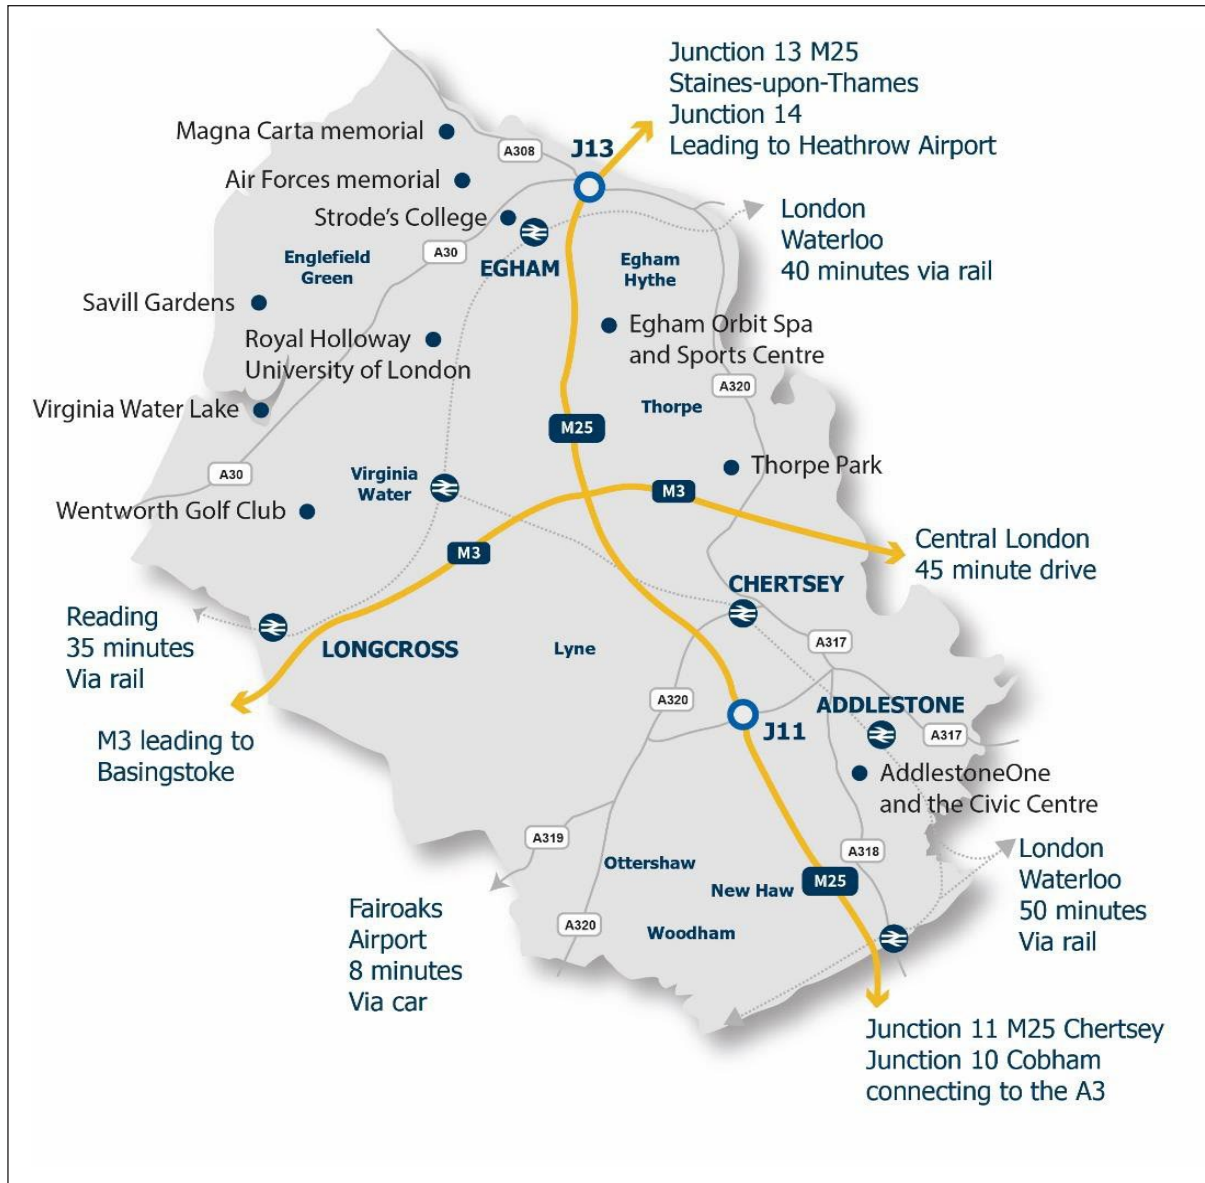 Junction 13 M25
Staines-upon-Thames
Junction 14
Leading to Heathrow Airport
Magna Carta memorial
A308
J13
Air Forces memorial
Strode's College
London
Waterloo
40 minutes via rail
A30
Englefield
Green
EGHAM
Egham
Hythe
Savill Gardens
Royal Holloway
University of London
Egham Orbit Spa
and Sports Centre
A320
Virginia Water Lake
Thorpe
M25
A30
Virginia
Water
Thorpe Park
M3
Wentworth Golf Club
M3
Central London
45 minute drive
CHERTSEY
Reading
35 minutes
Via rail
LONGCROSS
Lyne
A317
A320
ADDLESTONE
J11
A317
M3 leading to
Basingstoke
AddlestoneOne
and the Civic Centre
A319
A318
London
Waterloo
50 minutes
Via rail
Ottershaw
New Haw
M25
Fairoaks
Airport
8 minutes
Via car
A320
Woodham
Junction 11 M25 Chertsey
Junction 10 Cobham
connecting to the A3